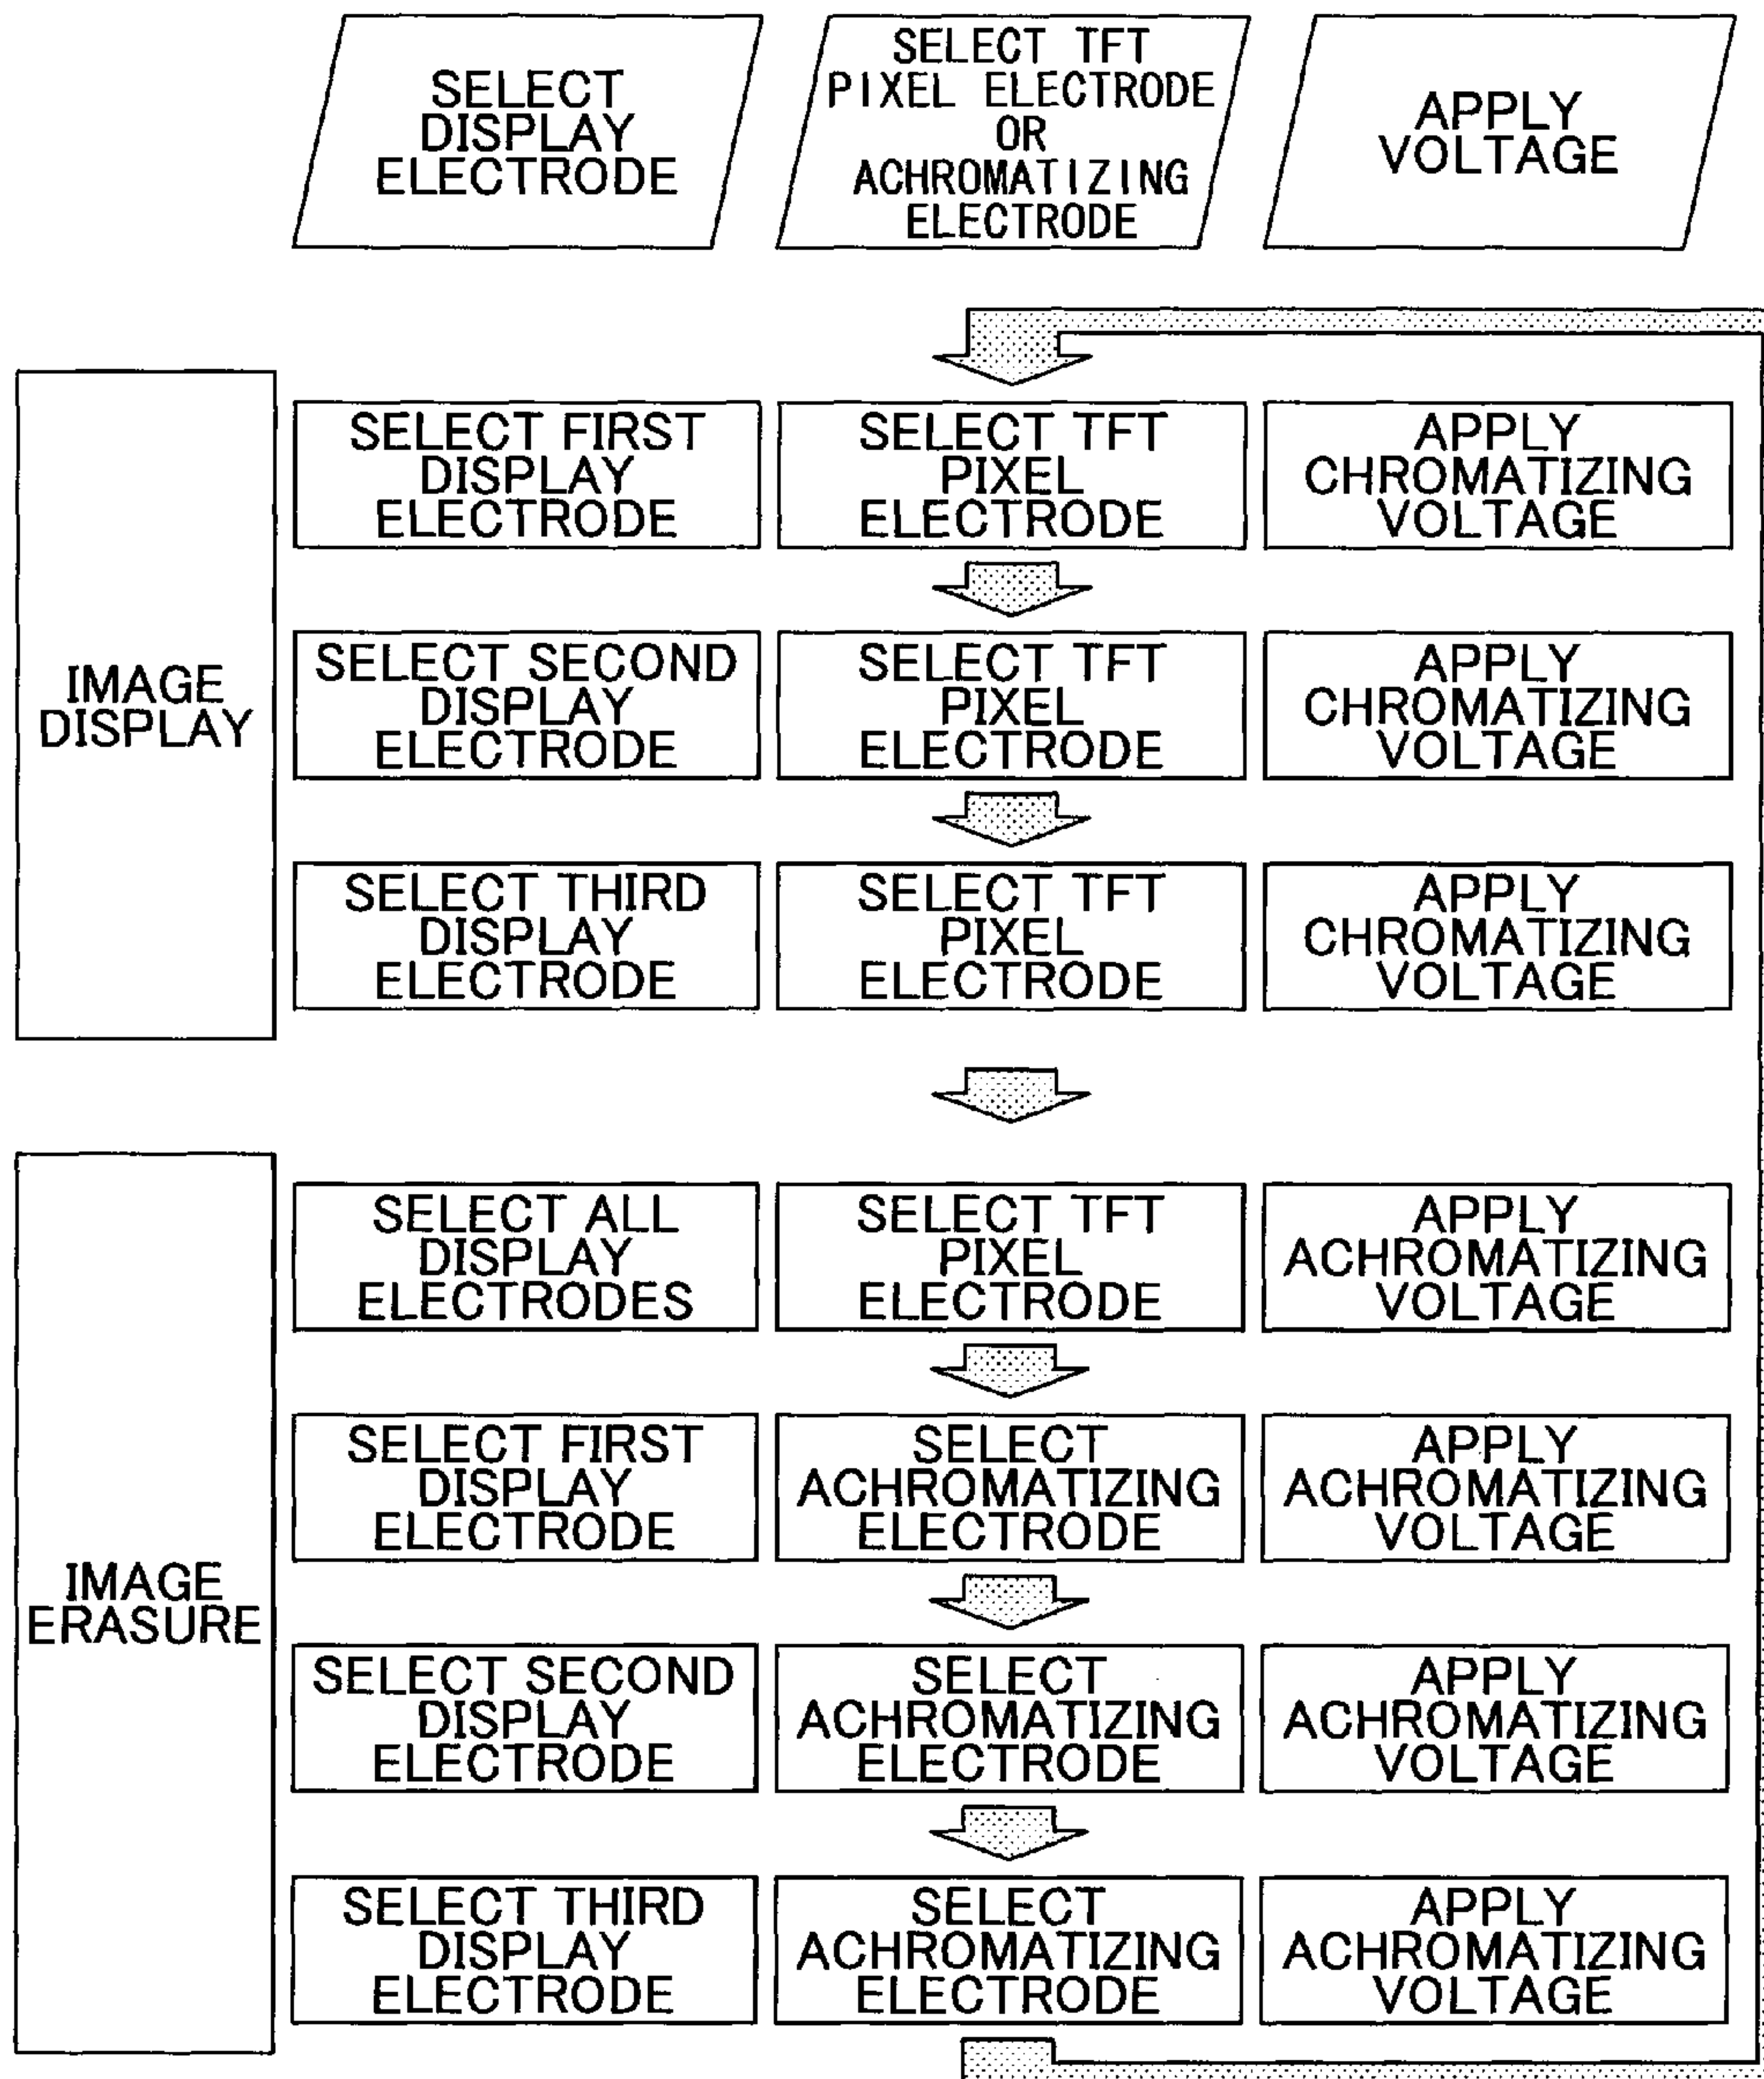 SELECT
DISPLAY
ELECTRODE
SELECT TFT
PIXEL ELECTRODE
OR
ACHROMATIZING
ELECTRODE
APPLY
VOLTAGE
IMAGE
DISPLAY
SELECT FIRST
DISPLAY
ELECTRODE
SELECT TFT
PIXEL
ELECTRODE
APPLY
CHROMATIZING
VOLTAGE
SELECT SECOND
DISPLAY
ELECTRODE
SELECT TFT
PIXEL
ELECTRODE
APPLY
CHROMATIZING
VOLTAGE
SELECT THIRD
DISPLAY
ELECTRODE
SELECT TFT
PIXEL
ELECTRODE
APPLY
CHROMATIZING
VOLTAGE
IMAGE
ERASURE
SELECT ALL
DISPLAY
ELECTRODES
SELECT TFT
PIXEL
ELECTRODE
APPLY
ACHROMATIZING
VOLTAGE
SELECT FIRST
DISPLAY
ELECTRODE
SELECT
ACHROMATIZING
ELECTRODE
APPLY
ACHROMATIZING
VOLTAGE
SELECT SECOND
DISPLAY
ELECTRODE
SELECT
ACHROMATIZING
ELECTRODE
APPLY
ACHROMATIZING
VOLTAGE
SELECT THIRD
DISPLAY
ELECTRODE
SELECT
ACHROMATIZING
ELECTRODE
APPLY
ACHROMATIZING
VOLTAGE